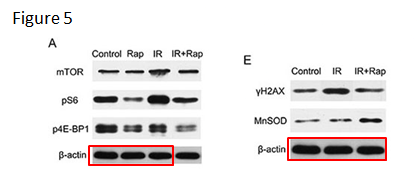 Figure 5
A
Control Rap IR IR+Rap
mTOR
pS6
p4E-BP1
β-actin
E
Control IR IR+Rap
γH2AX
MnSOD
β-actin